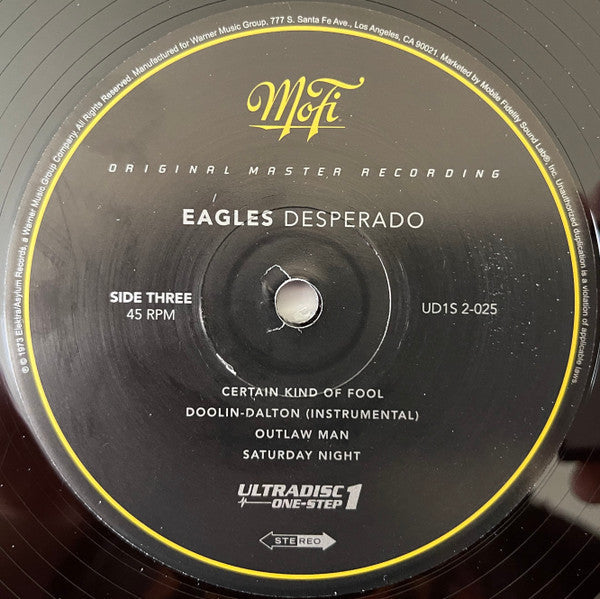 ℗ © 1973 Elektra/Asylum Records, a Warner Music Group Company. All Rights Reserved. Manufactured for Warner Music Group, 777 S. Santa Fe Ave., Los Angeles, CA 90021. Marketed by Mobile Fidelity Sound Lab®, Inc. Unauthorized duplication is a violation of applicable laws.
MoFi
ORIGINAL MASTER RECORDING
EAGLES DESPERADO
SIDE THREE
45 RPM
UD1S 2-025
CERTAIN KIND OF FOOL
DOOLIN-DALTON (INSTRUMENTAL)
OUTLAW MAN
SATURDAY NIGHT
ULTRADISC
ONE-STEP 1
STEREO